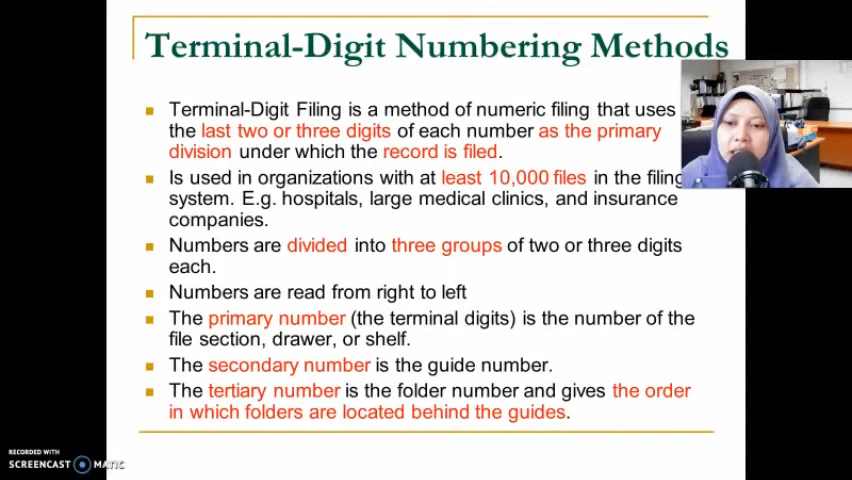 Terminal-Digit Numbering Methods
Terminal-Digit Filing is a method of numeric filing that uses
the last two or three digits of each number as the primary
division under which the record is filed.
Is used in organizations with at least 10,000 files in the filing
system. E.g. hospitals, large medical clinics, and insurance
companies.
Numbers are divided into three groups of two or three digits
each.
Numbers are read from right to left
The primary number (the terminal digits) is the number of the
file section, drawer, or shelf.
The secondary number is the guide number.
The tertiary number is the folder number and gives the order
in which folders are located behind the guides.
RECORDED WITH
SCREENCAST MATIC